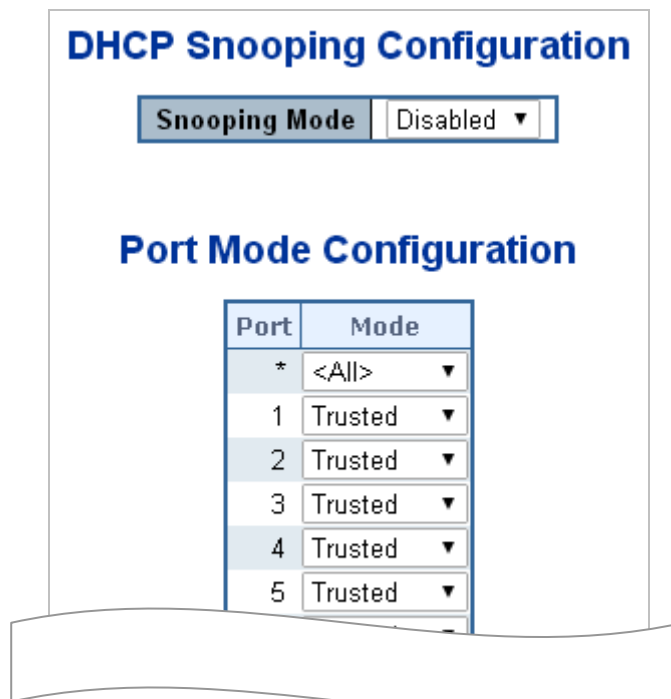 DHCP Snooping Configuration
Snooping Mode Disabled
Port Mode Configuration
Port Mode
* <All>
1 Trusted
2 Trusted
3 Trusted
4 Trusted
5 Trusted